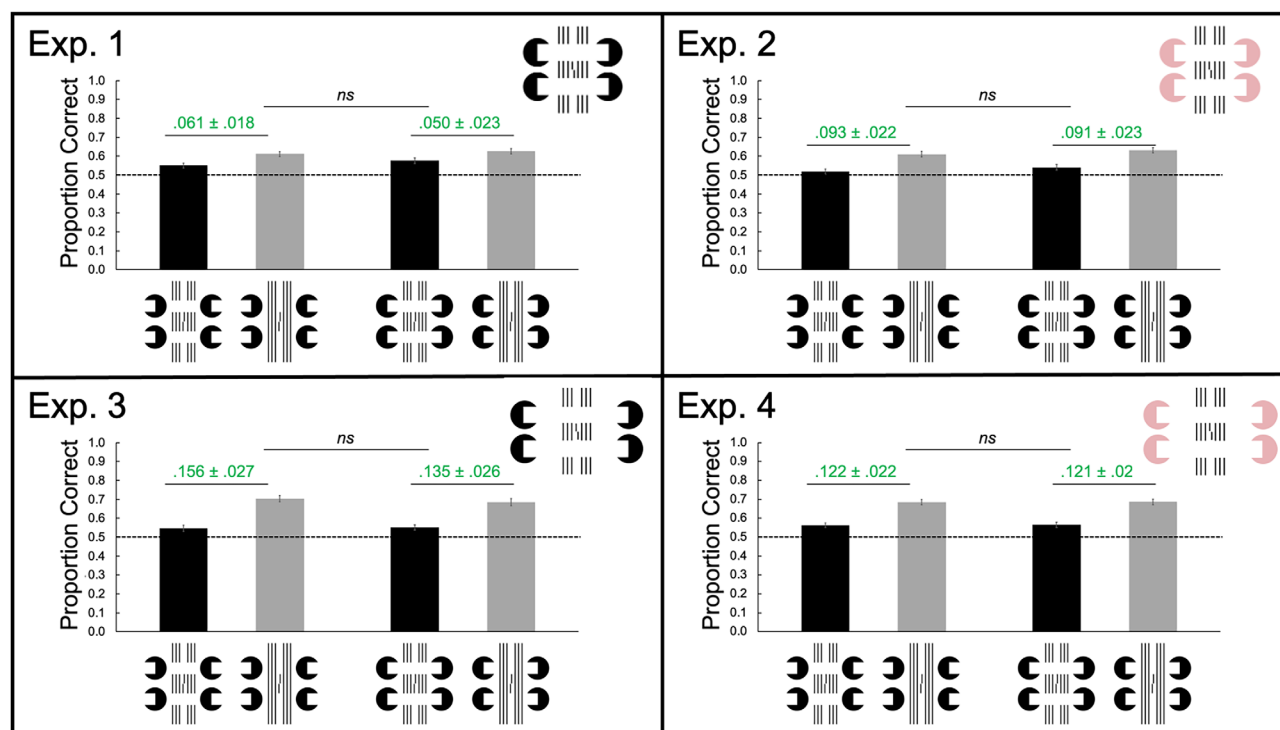 Exp. 1
ns
.061 ± .018
.050 ± .023
Proportion Correct
1.0
0.9
0.8
0.7
0.6
0.5
0.4
0.3
0.2
0.1
0.0
Exp. 2
ns
.093 ± .022
.091 ± .023
Proportion Correct
1.0
0.9
0.8
0.7
0.6
0.5
0.4
0.3
0.2
0.1
0.0
Exp. 3
ns
.156 ± .027
.135 ± .026
Proportion Correct
1.0
0.9
0.8
0.7
0.6
0.5
0.4
0.3
0.2
0.1
0.0
Exp. 4
ns
.122 ± .022
.121 ± .02
Proportion Correct
1.0
0.9
0.8
0.7
0.6
0.5
0.4
0.3
0.2
0.1
0.0